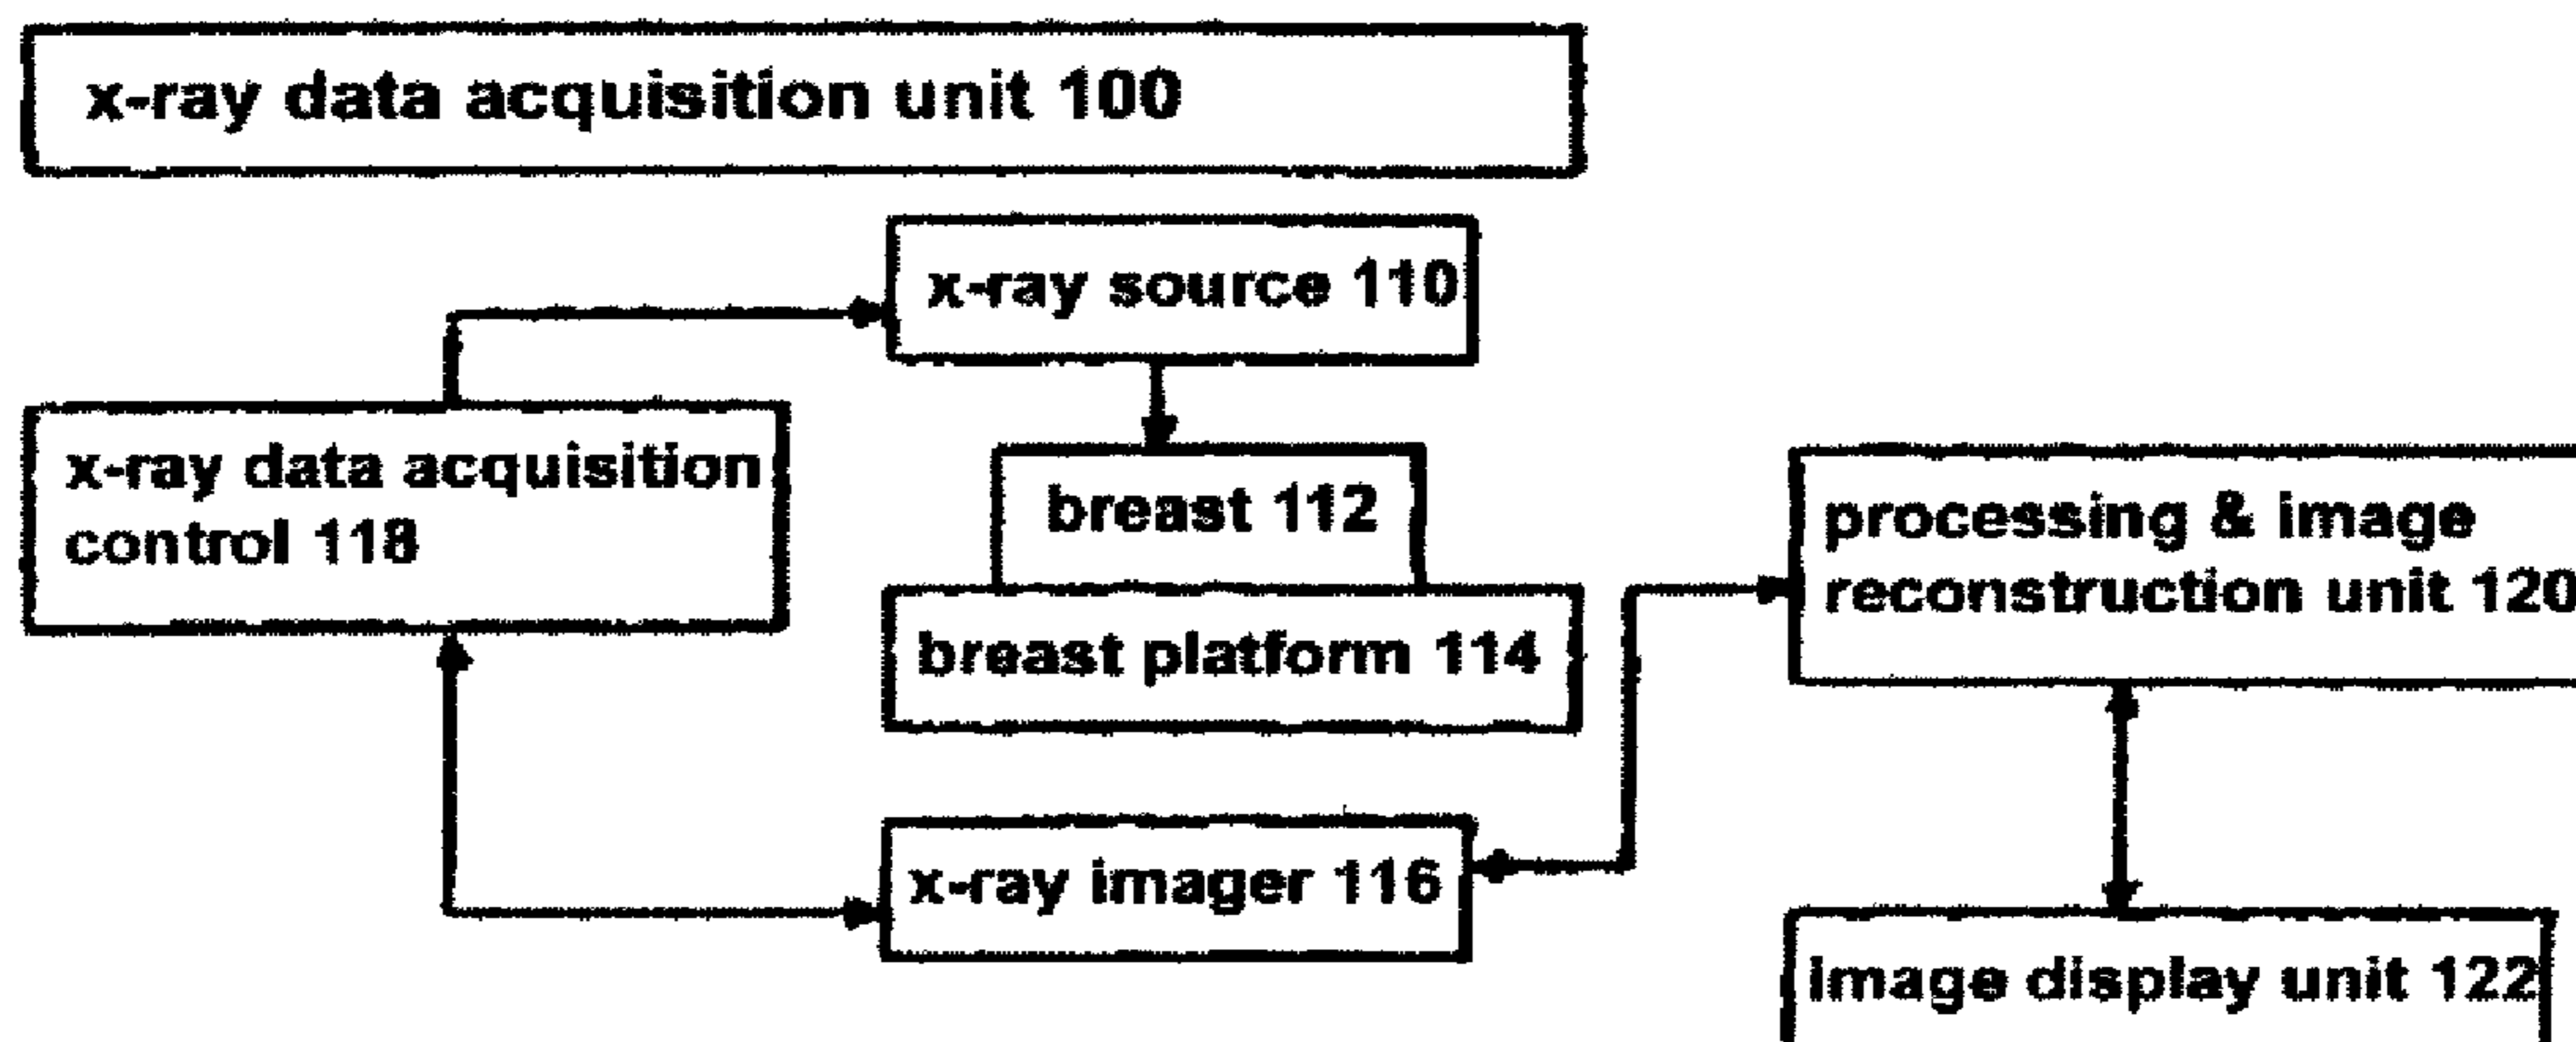 x-ray data acquisition unit 100
x-ray source 110
x-ray data acquisition
control 118
breast 112
breast platform 114
processing & image
reconstruction unit 120
x-ray imager 116
image display unit 122